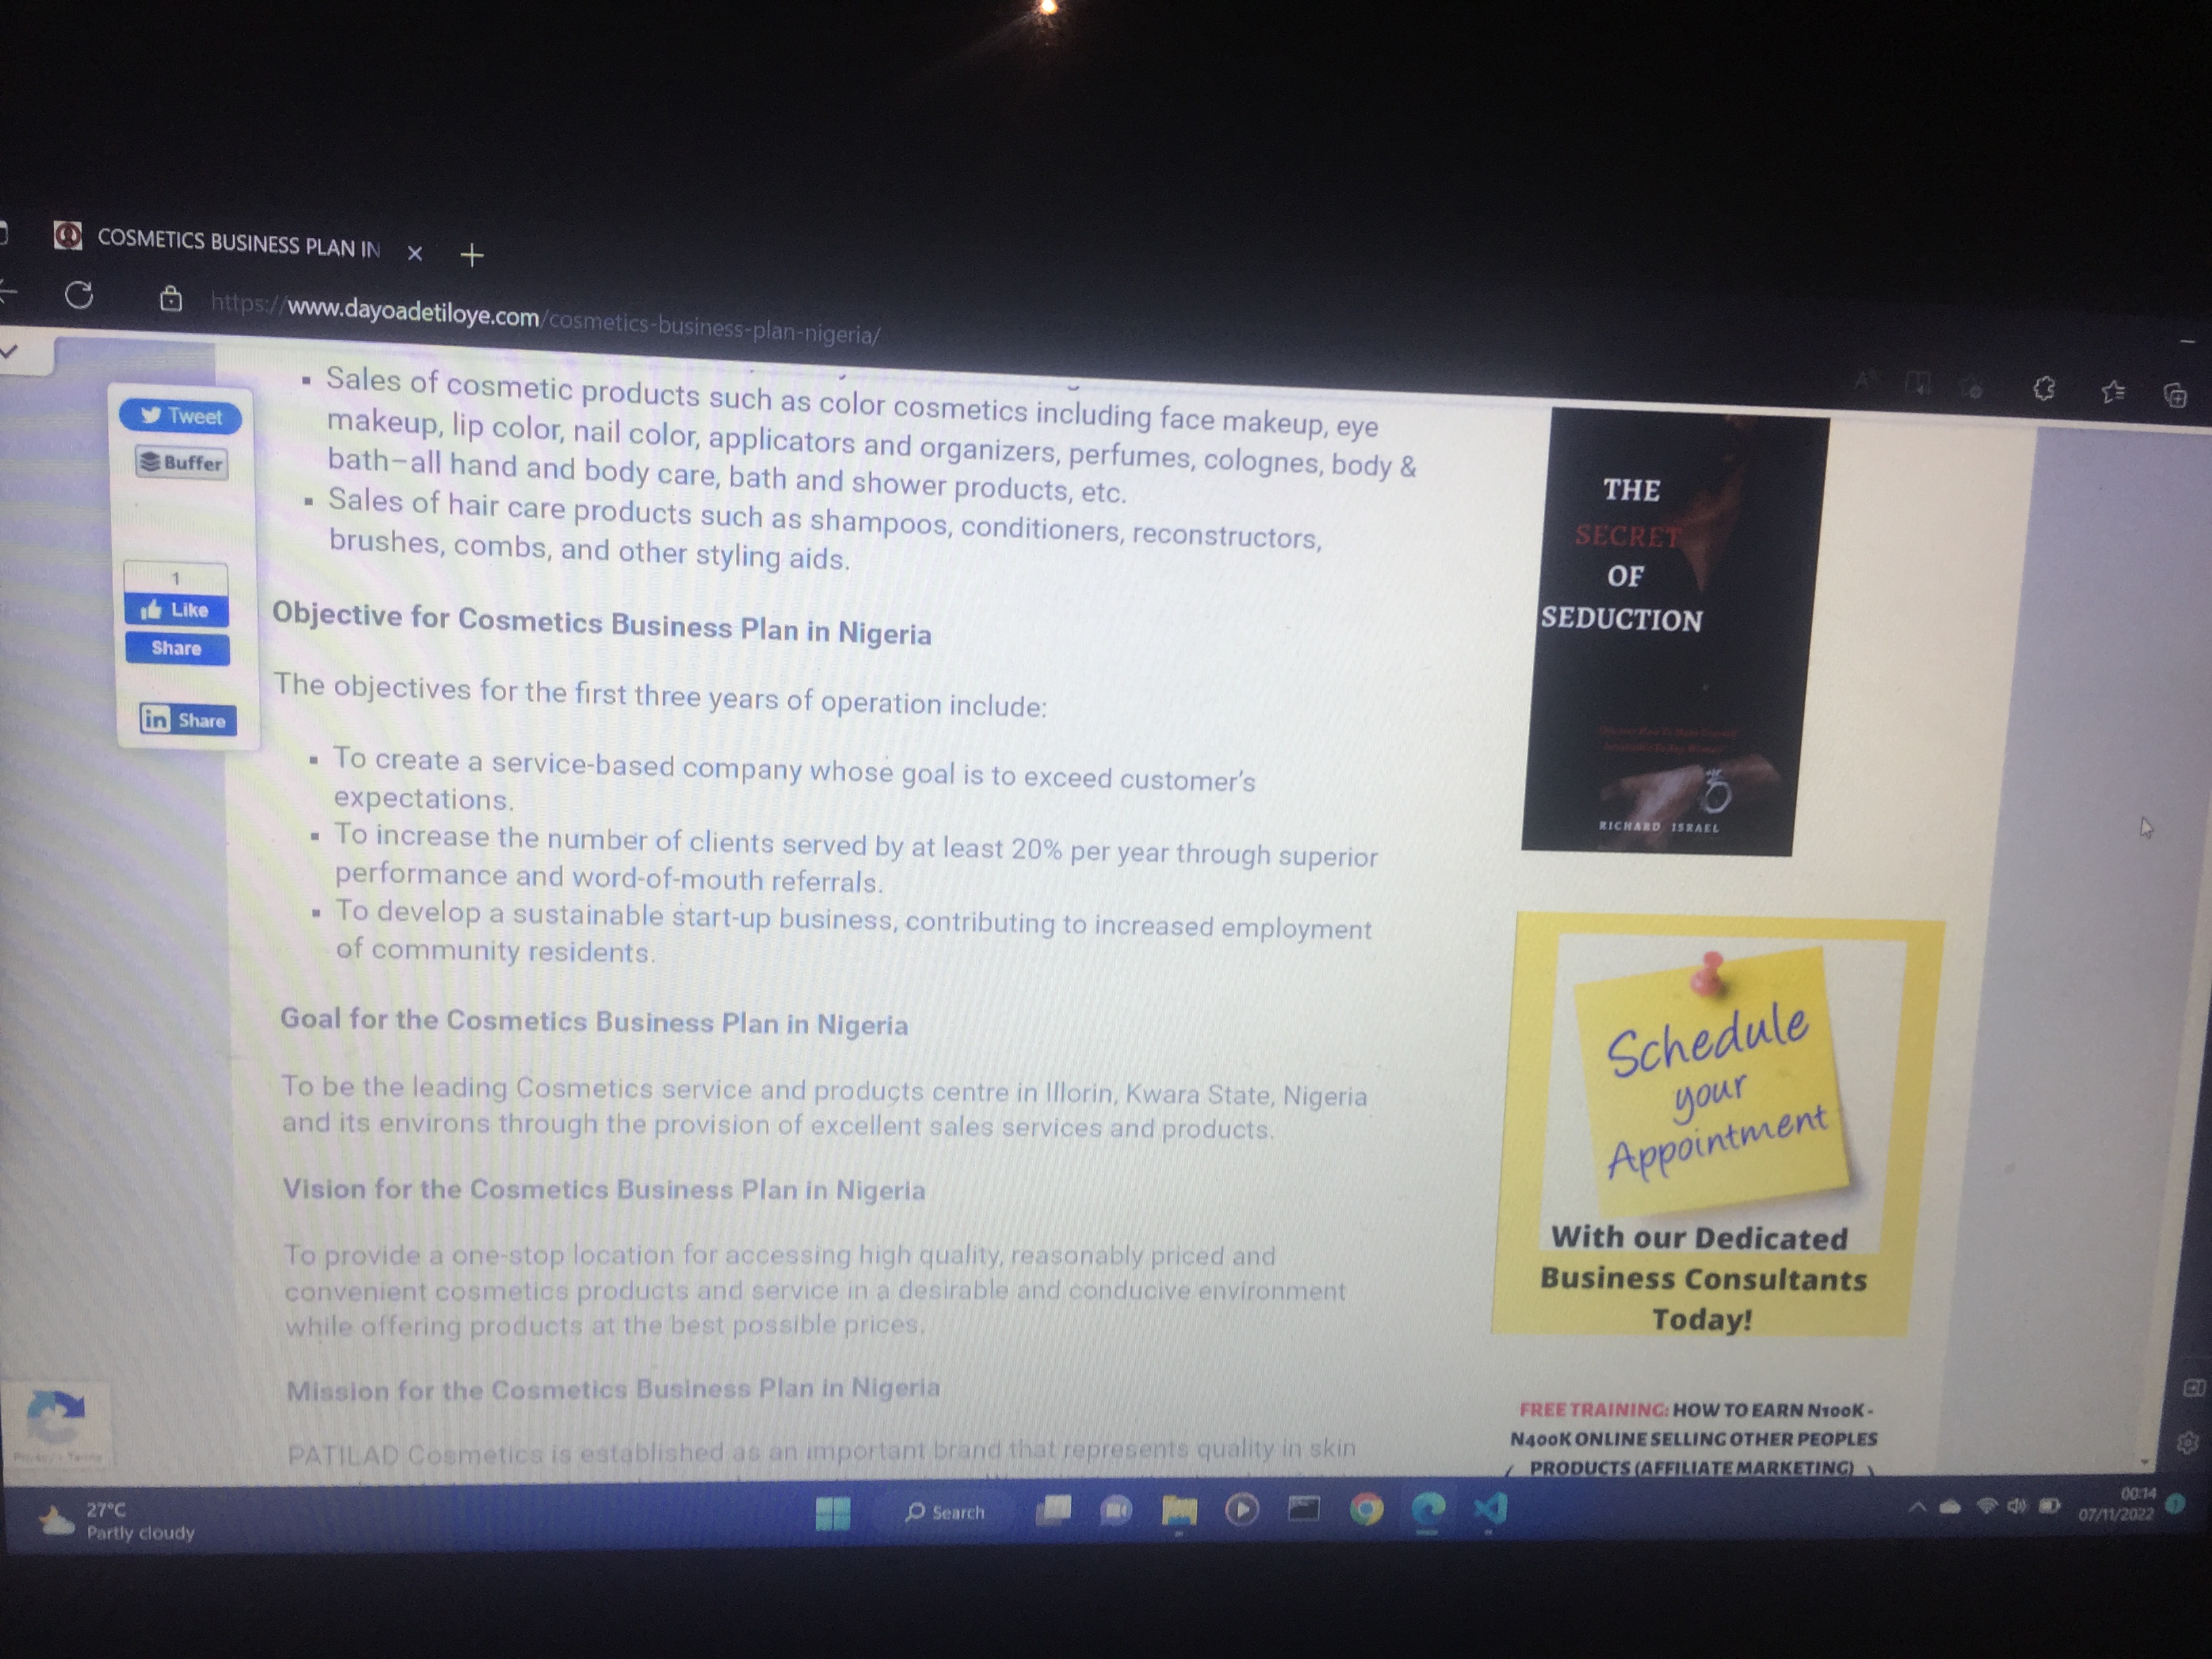 COSMETICS BUSINESS PLAN IN
https://www.dayoadetiloye.com/cosmetics-business-plan-nigeria/
Tweet
Buffer
1
Like
Share
in Share
▪ Sales of cosmetic products such as color cosmetics including face makeup, eye
makeup, lip color, nail color, applicators and organizers, perfumes, colognes, body &
bath–all hand and body care, bath and shower products, etc.
▪ Sales of hair care products such as shampoos, conditioners, reconstructors,
brushes, combs, and other styling aids.
Objective for Cosmetics Business Plan in Nigeria
The objectives for the first three years of operation include:
▪ To create a service-based company whose goal is to exceed customer's
expectations.
▪ To increase the number of clients served by at least 20% per year through superior
performance and word-of-mouth referrals.
▪ To develop a sustainable start-up business, contributing to increased employment
of community residents.
Goal for the Cosmetics Business Plan in Nigeria
To be the leading Cosmetics service and products centre in Illorin, Kwara State, Nigeria
and its environs through the provision of excellent sales services and products.
Vision for the Cosmetics Business Plan in Nigeria
To provide a one-stop location for accessing high quality, reasonably priced and
convenient cosmetics products and service in a desirable and conducive environment
while offering products at the best possible prices.
Mission for the Cosmetics Business Plan in Nigeria
PATILAD Cosmetics is established as an important brand that represents quality in skin
THE
SECRET
OF
SEDUCTION
RICHARD ISRAEL
Schedule
your
Appointment
With our Dedicated
Business Consultants
Today!
FREE TRAINING: HOW TO EARN N100K -
N400K ONLINE SELLING OTHER PEOPLES
PRODUCTS (AFFILIATE MARKETING)
Privacy - Terms
27°C
Partly cloudy
Search
00:14
07/11/2022
1